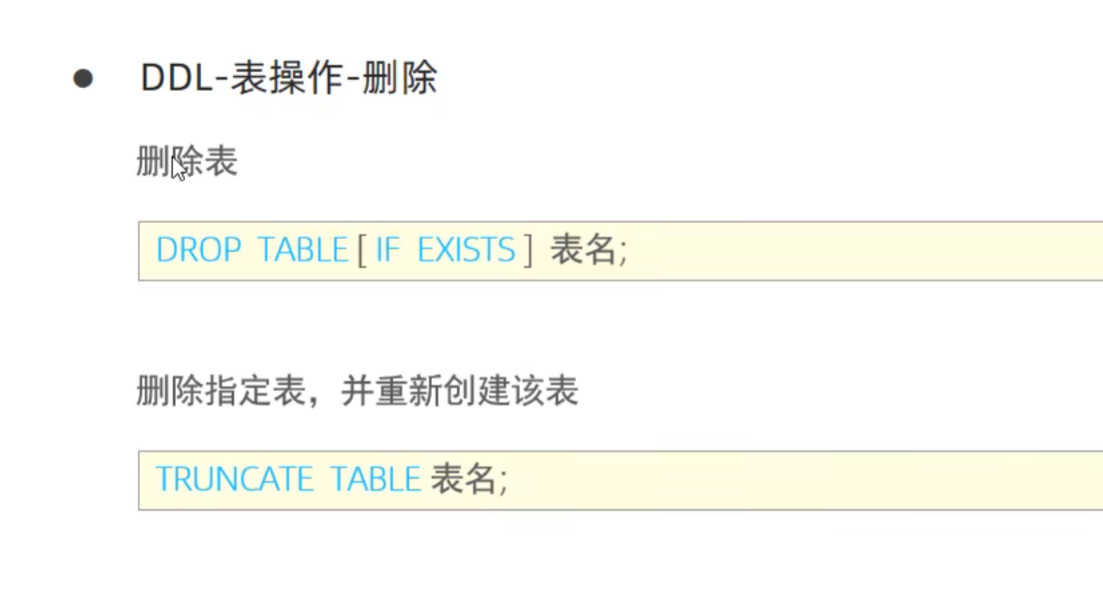 ● DDL-表操作-删除
删除表
DROP TABLE [ IF EXISTS ] 表名;
删除指定表，并重新创建该表
TRUNCATE TABLE 表名;